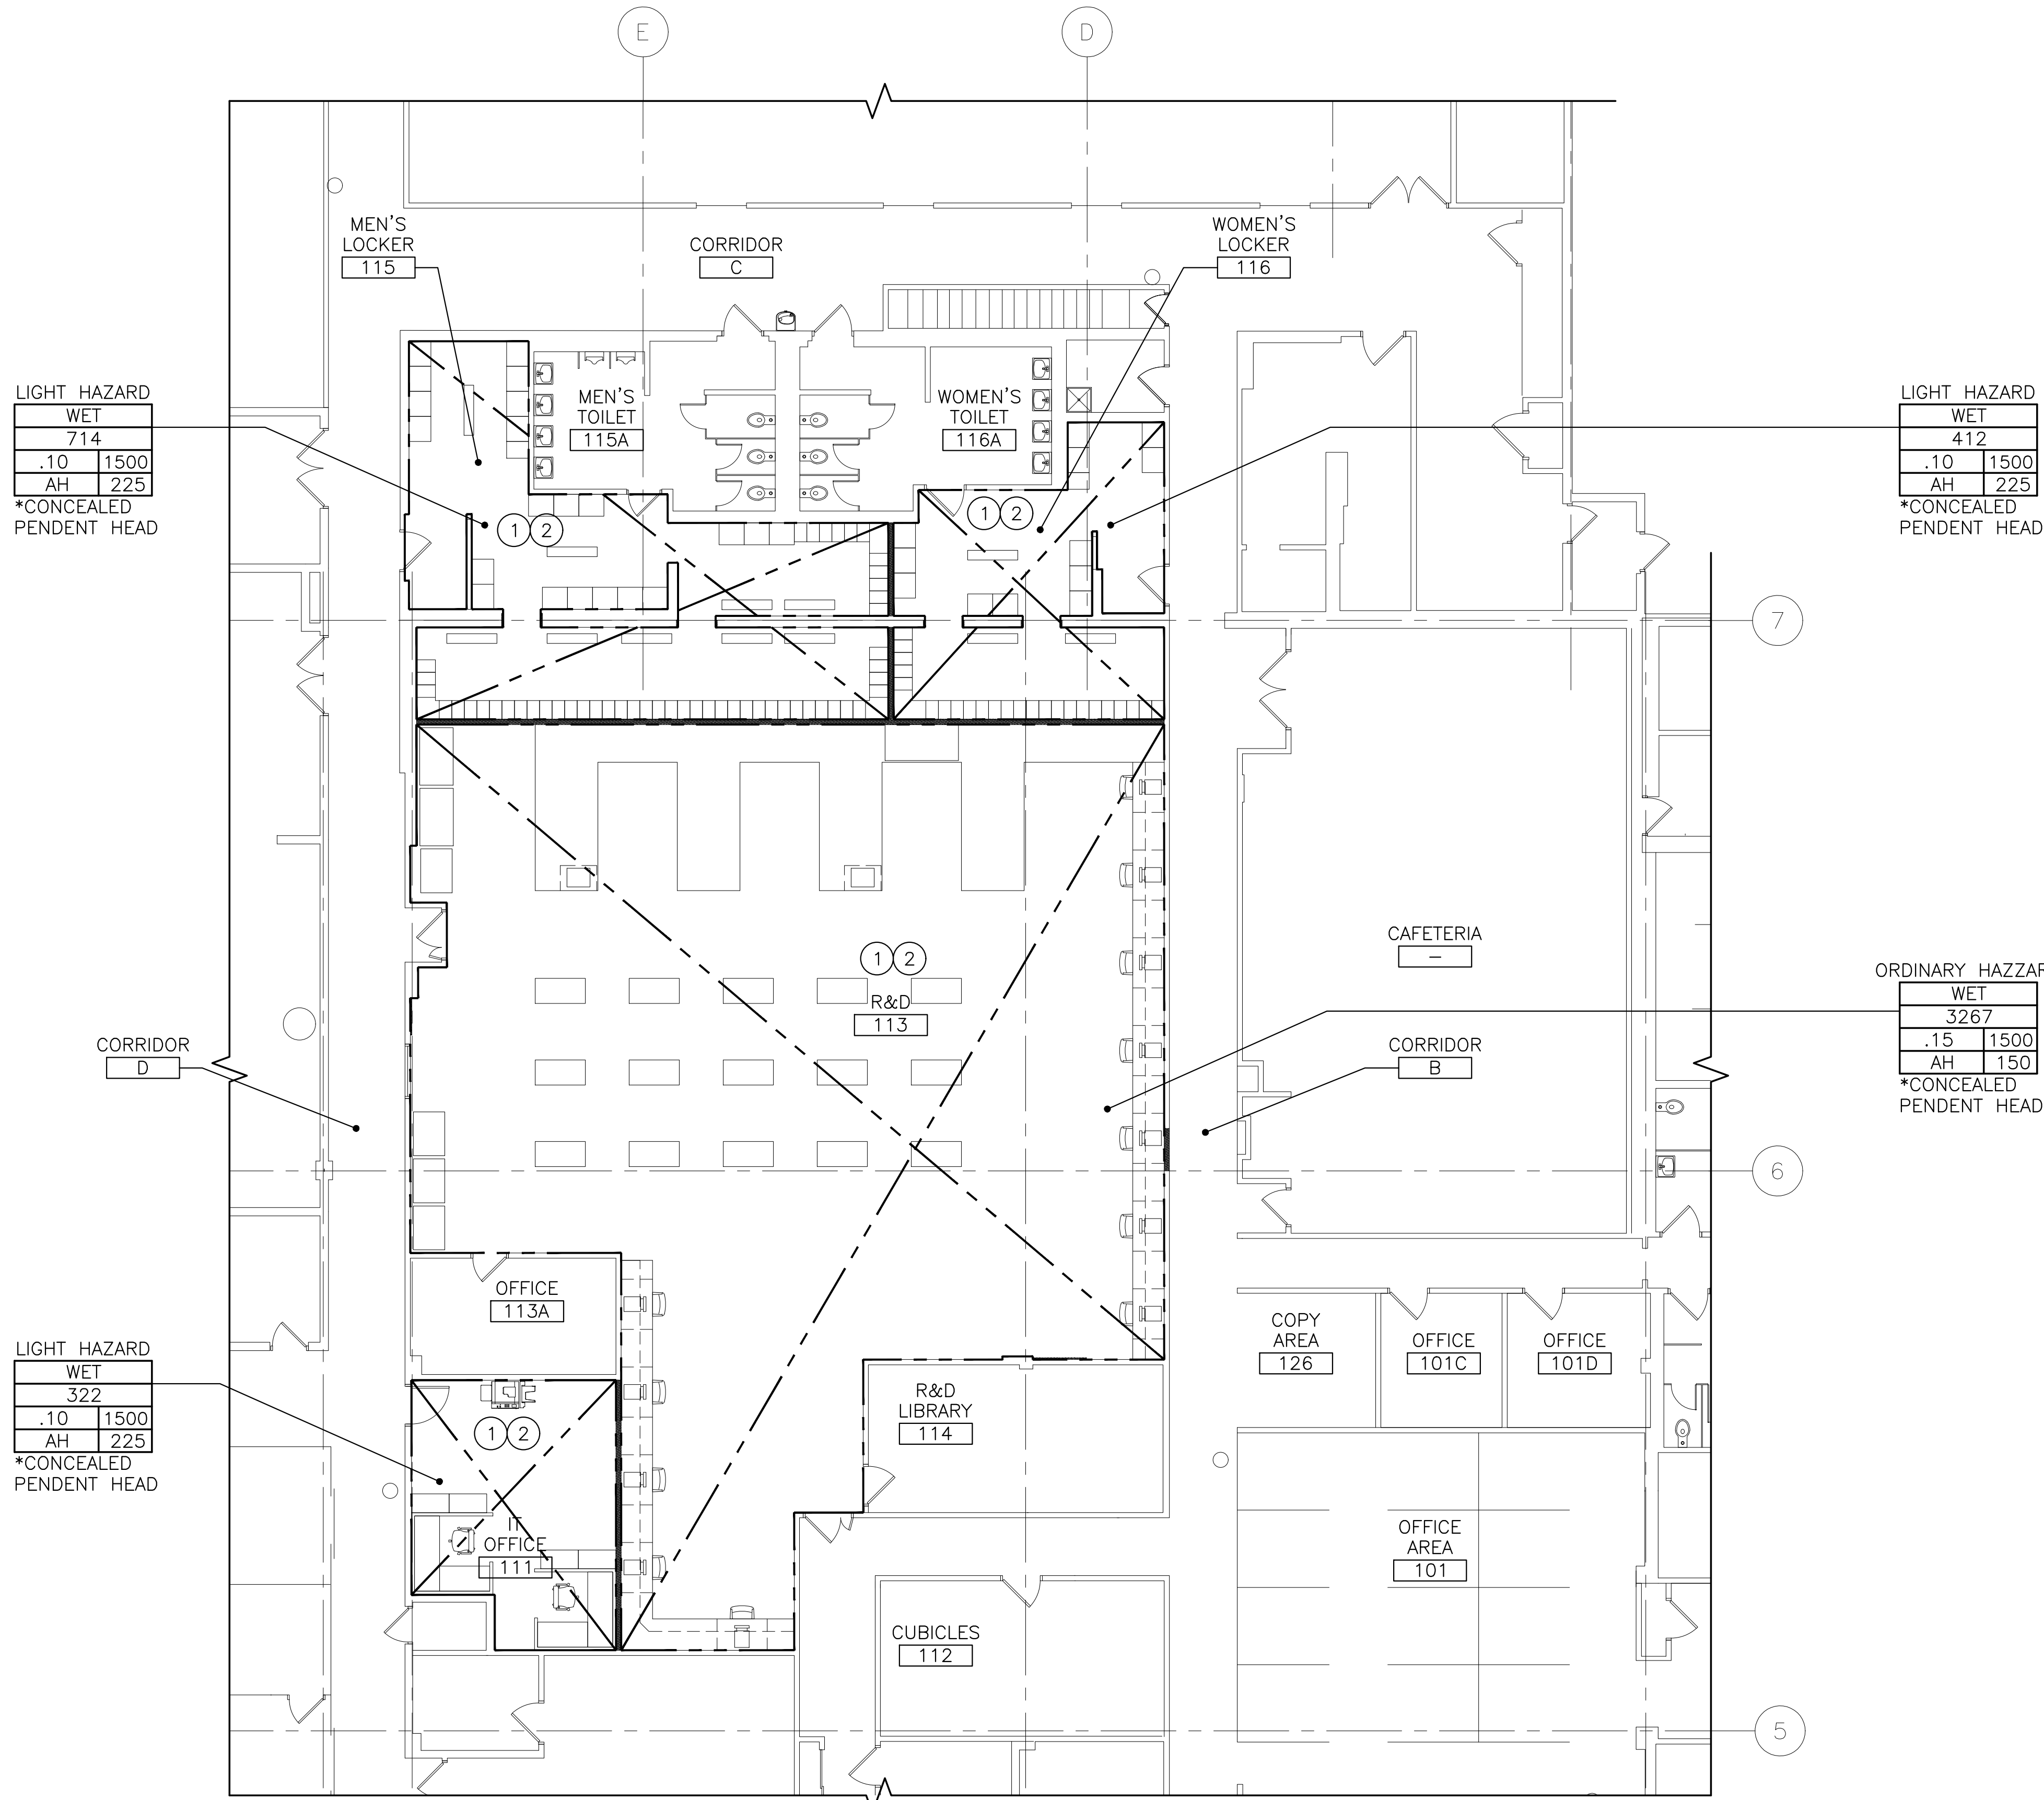 E
D
MEN'S
LOCKER
115
CORRIDOR
C
WOMEN'S
LOCKER
116
LIGHT HAZARD
WET
714
.10 1500
AH 225
*CONCEALED
PENDENT HEAD
MEN'S
TOILET
115A
WOMEN'S
TOILET
116A
LIGHT HAZARD
WET
412
.10 1500
AH 225
*CONCEALED
PENDENT HEAD
1 2
1 2
7
CAFETERIA
–
1 2
R&D
113
ORDINARY HAZZAR
WET
3267
.15 1500
AH 150
*CONCEALED
PENDENT HEAD
CORRIDOR
D
CORRIDOR
B
6
OFFICE
113A
COPY
AREA
126
OFFICE
101C
OFFICE
101D
LIGHT HAZARD
WET
322
.10 1500
AH 225
*CONCEALED
PENDENT HEAD
1 2
R&D
LIBRARY
114
IT
OFFICE
111
OFFICE
AREA
101
CUBICLES
112
5